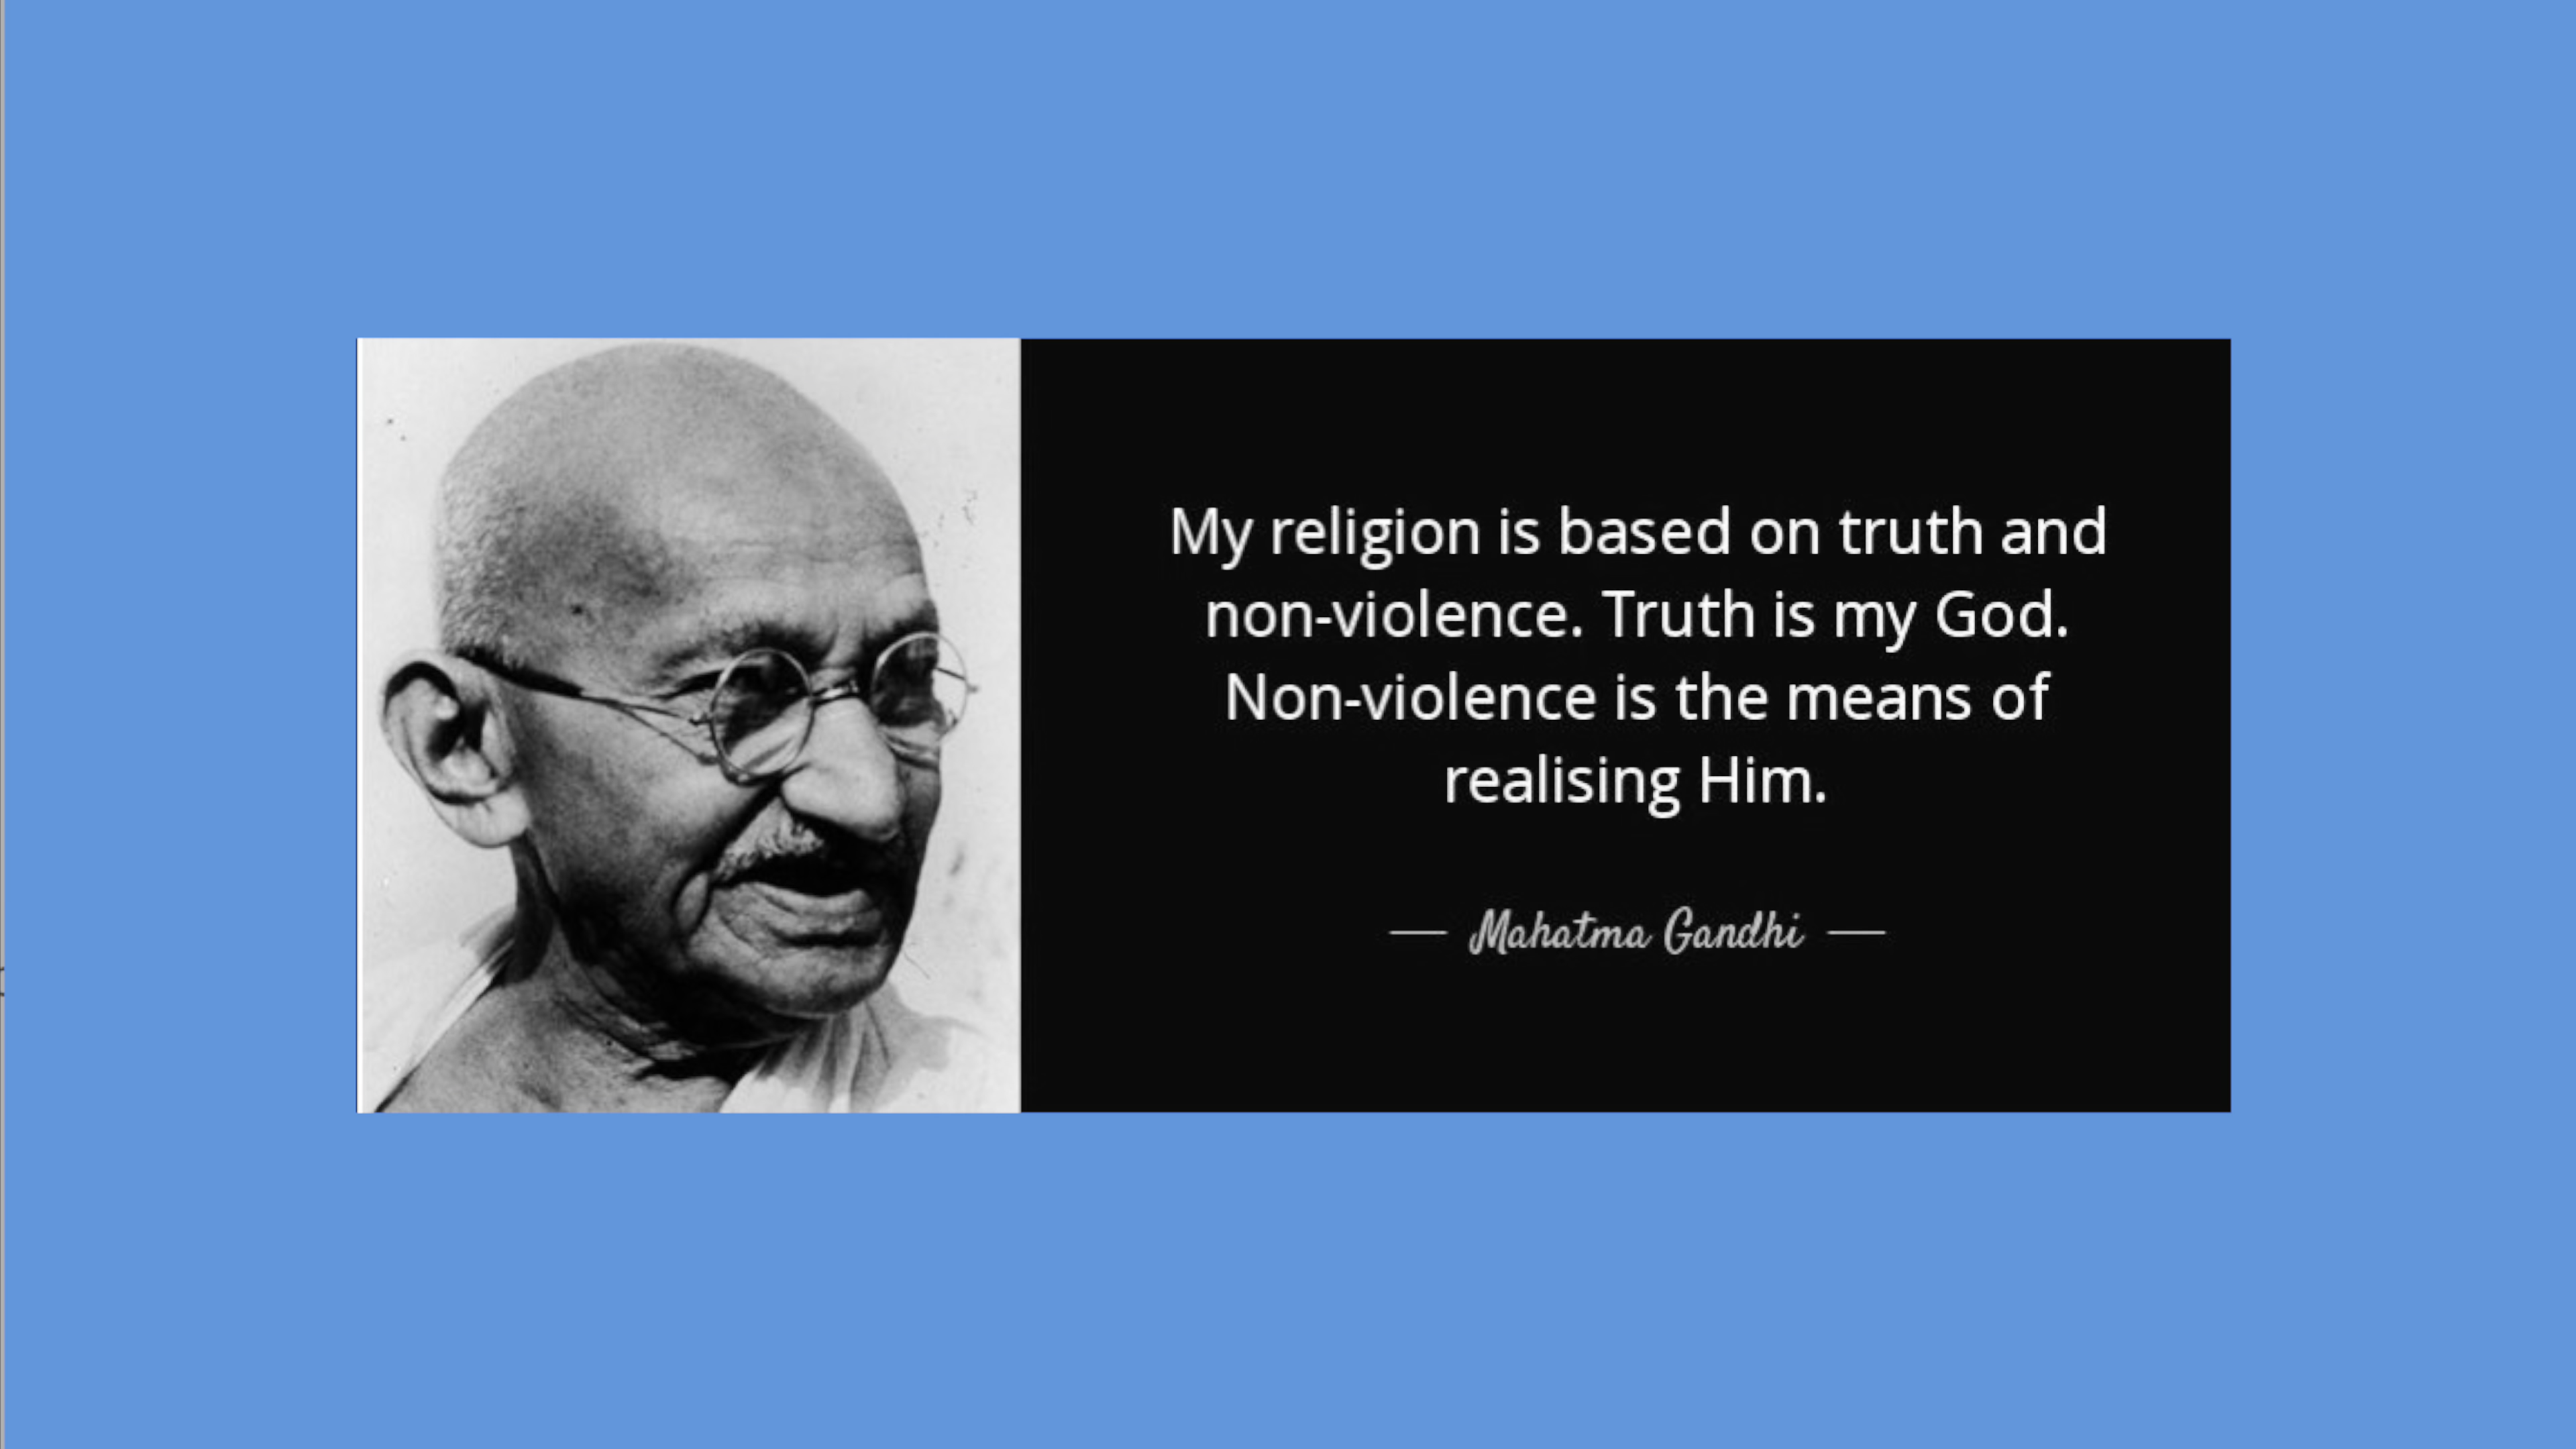 My religion is based on truth and
non-violence. Truth is my God.
Non-violence is the means of
realising Him.
— Mahatma Gandhi —